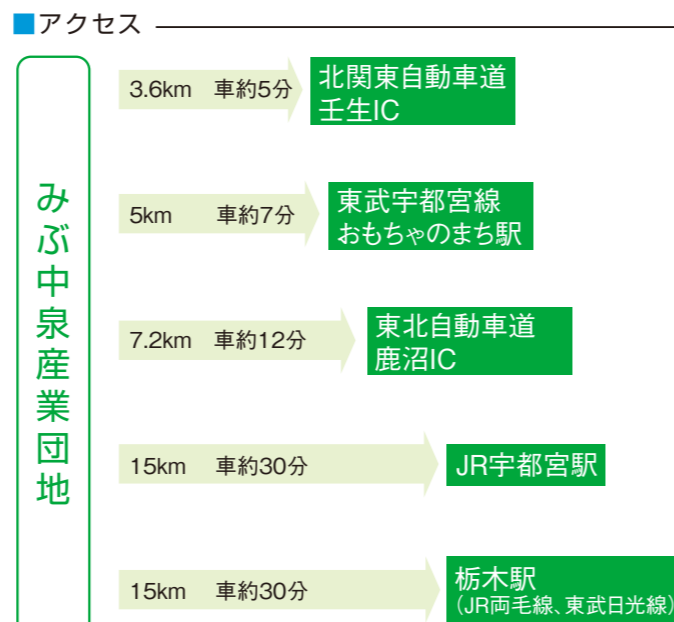 ■アクセス
みぶ中泉産業団地
3.6km 車約5分
北関東自動車道
壬生IC
5km 車約7分
東武宇都宮線
おもちゃのまち駅
7.2km 車約12分
東北自動車道
鹿沼IC
15km 車約30分
JR宇都宮駅
15km 車約30分
栃木駅
(JR両毛線、東武日光線)